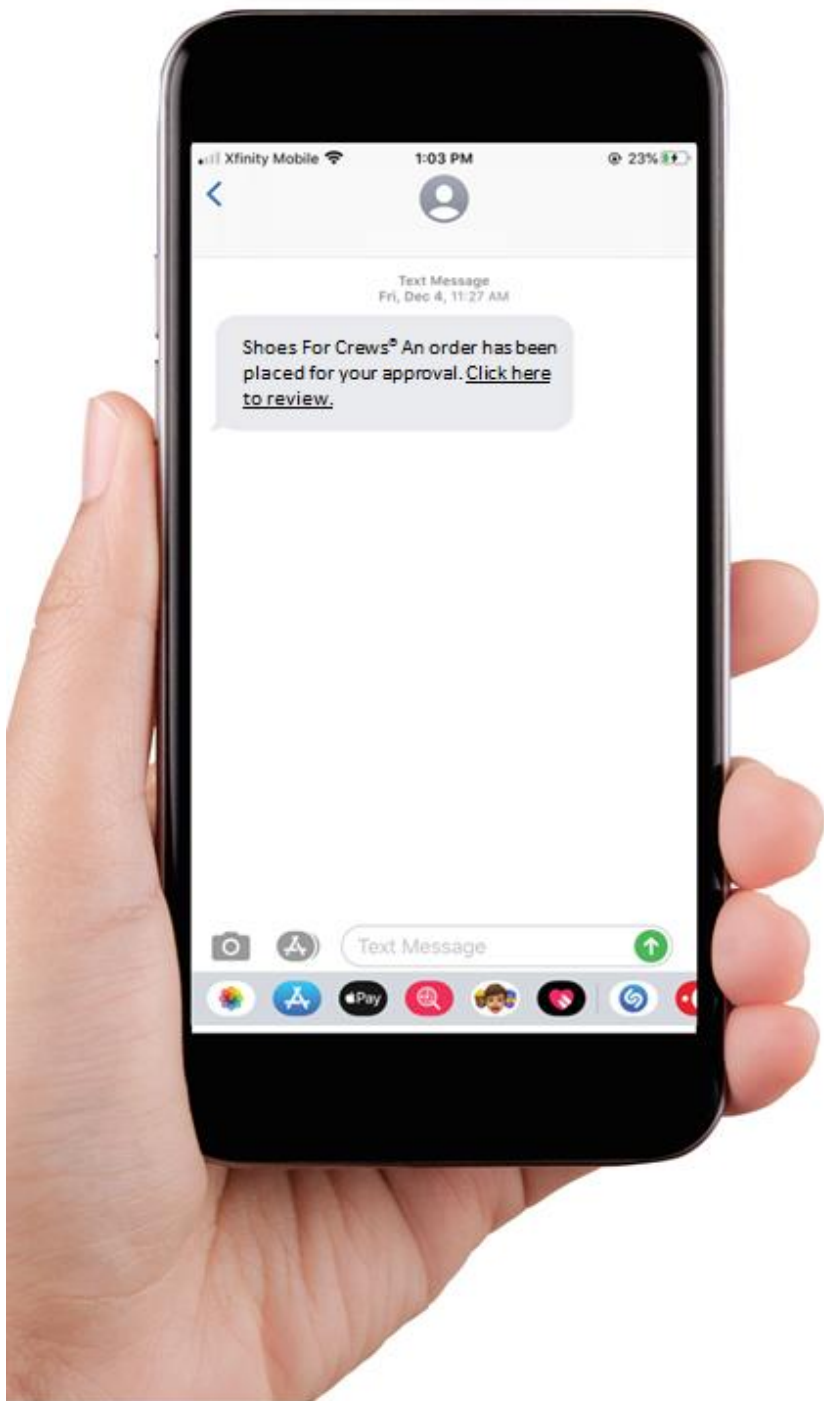 Xfinity Mobile 1:03 PM 23%
Text Message
Fri, Dec 4, 11:27 AM
Shoes For Crews® An order has been
placed for your approval. Click here
to review.
Text Message
Pay